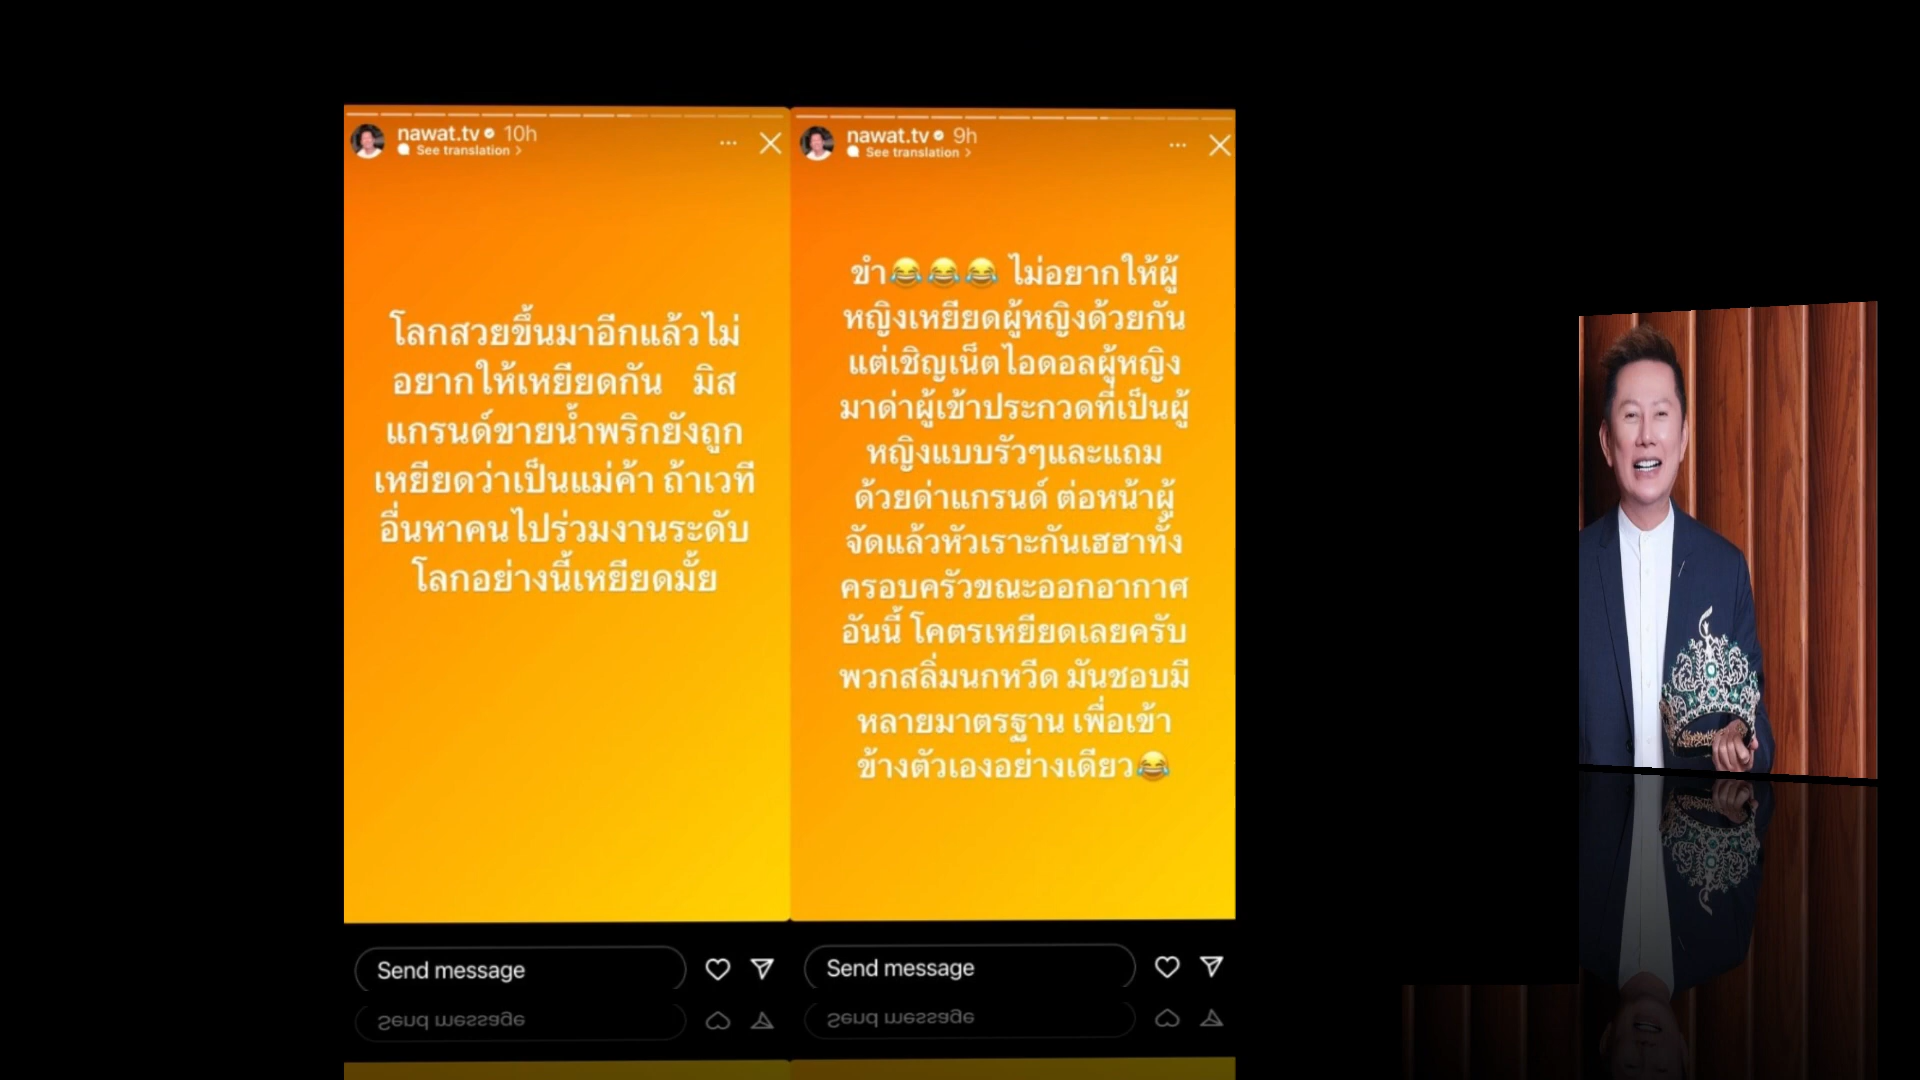 nawat.tv 10h
See translation >
โลกสวยขึ้นมาอีกแล้วไม่
อยากให้เหยียดกัน มิส
แกรนด์ขายน้ำพริกยังถูก
เหยียดว่าเป็นแม่ค้า ถ้าเวที
อื่นหาคนไปร่วมงานระดับ
โลกอย่างนี้เหยียดมั้ย
Send message
nawat.tv 9h
See translation >
ขำ😂😂😂 ไม่อยากให้ผู้
หญิงเหยียดผู้หญิงด้วยกัน
แต่เชิญเน็ตไอดอลผู้หญิง
มาด่าผู้เข้าประกวดที่เป็นผู้
หญิงแบบรัวๆและแถม
ด้วยด่าแกรนด์ ต่อหน้าผู้
จัดแล้วหัวเราะกันเฮฮาทั้ง
ครอบครัวขณะออกอากาศ
อันนี้ โคตรเหยียดเลยครับ
พวกสลิ่มนกหวีด มันชอบมี
หลายมาตรฐาน เพื่อเข้า
ข้างตัวเองอย่างเดียว😂
Send message